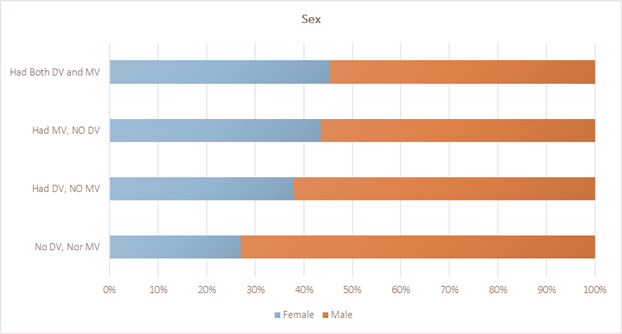 Sex
Had Both DV and MV
Had MV, NO DV
Had DV, NO MV
No DV, Nor MV
0% 10% 20% 30% 40% 50% 60% 70% 80% 90% 100%
Female Male